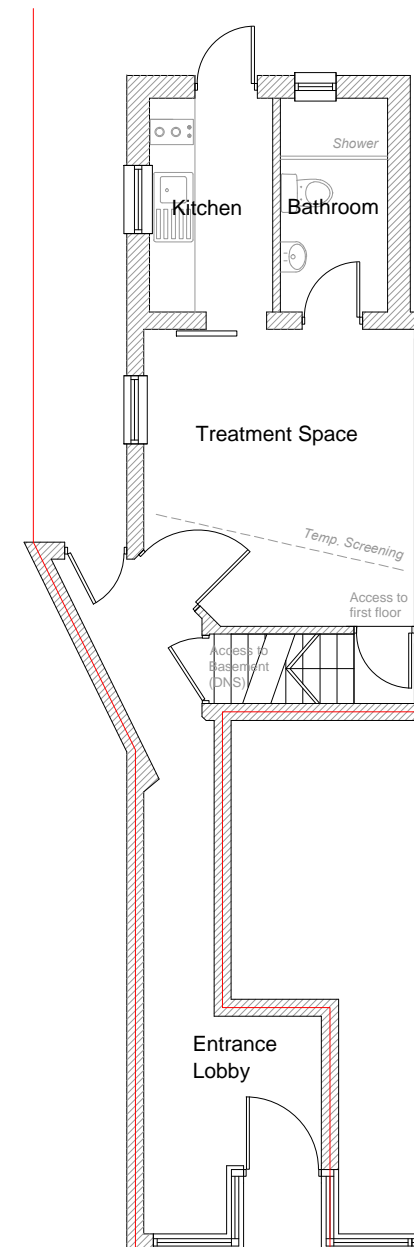 Shower
Kitchen
Bathroom
Treatment Space
Temp. Screening
Access to
first floor
Access to
Basement
(DNS)
Entrance
Lobby